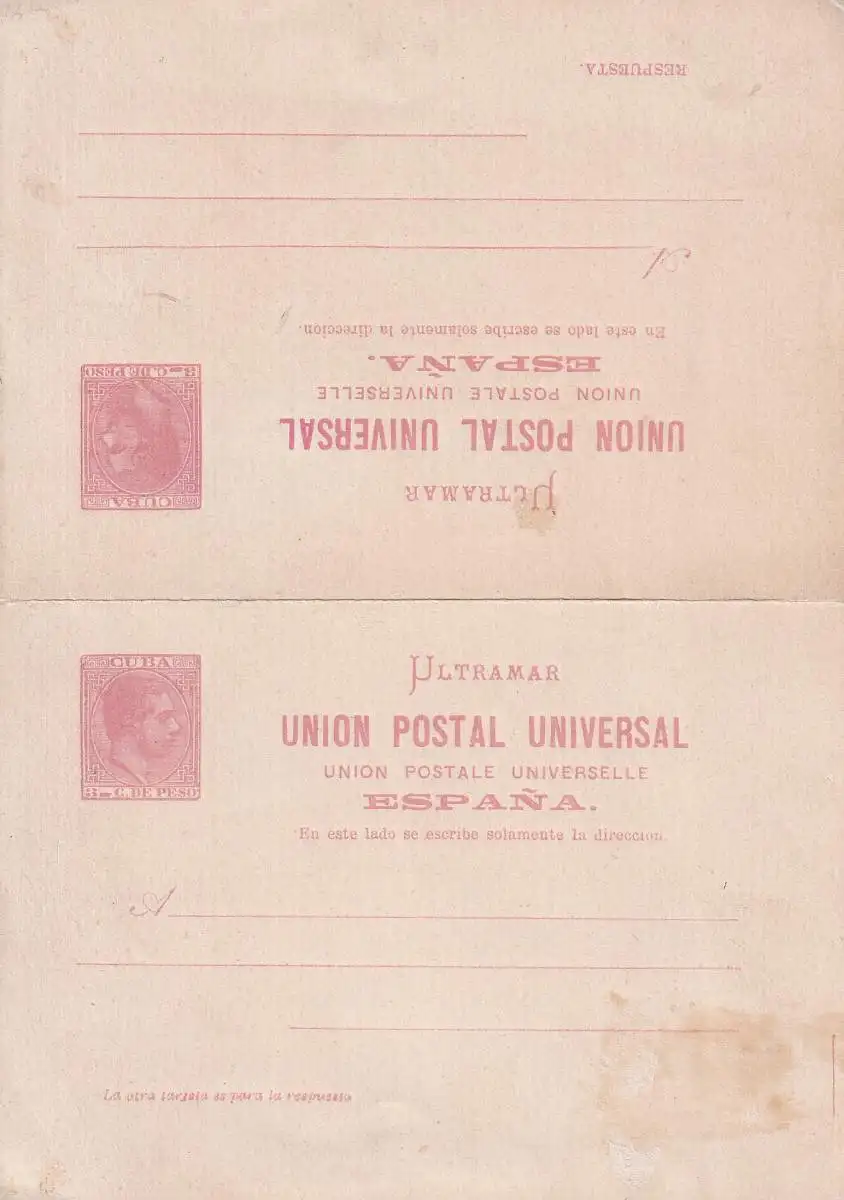 RESPUESTA.
A
En este lado se escribe solamente la direccion.
ESPAÑA.
UNION POSTALE UNIVERSELLE
UNION POSTAL UNIVERSAL
ULTRAMAR
3 C. DE PESO
CUBA
CUBA
3 C. DE PESO
ULTRAMAR
UNION POSTAL UNIVERSAL
UNION POSTALE UNIVERSELLE
ESPAÑA.
En este lado se escribe solamente la direccion.
A
La otra tarjeta es para la respuesta